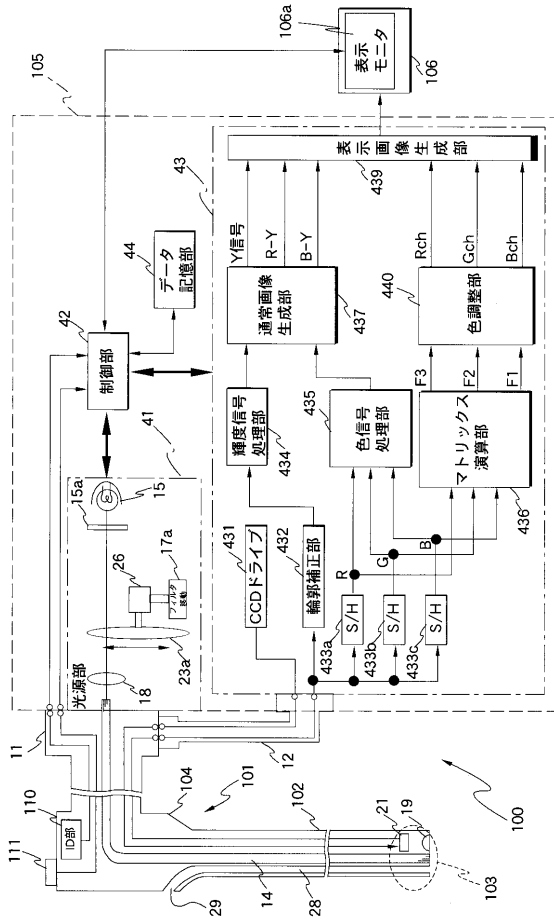 105
106a
表示
モニタ
106
43
表示画像生成部
439
Y信号
R-Y
B-Y
Rch
Gch
Bch
44
データ
記憶部
42
制御部
通常画像
生成部
437
440
色調整部
F3
F2
F1
41
輝度信号
処理部
434
435
色信号
処理部
マトリックス
演算部
436
15a
15
26
17a
フィルタ
移動
23a
18
光源部
431
CCDドライブ
432
輪郭補正部
R
G
B
433a
S/H
433b
S/H
433c
S/H
11
12
110
ID部
111
104
101
102
100
14
28
29
21
19
103